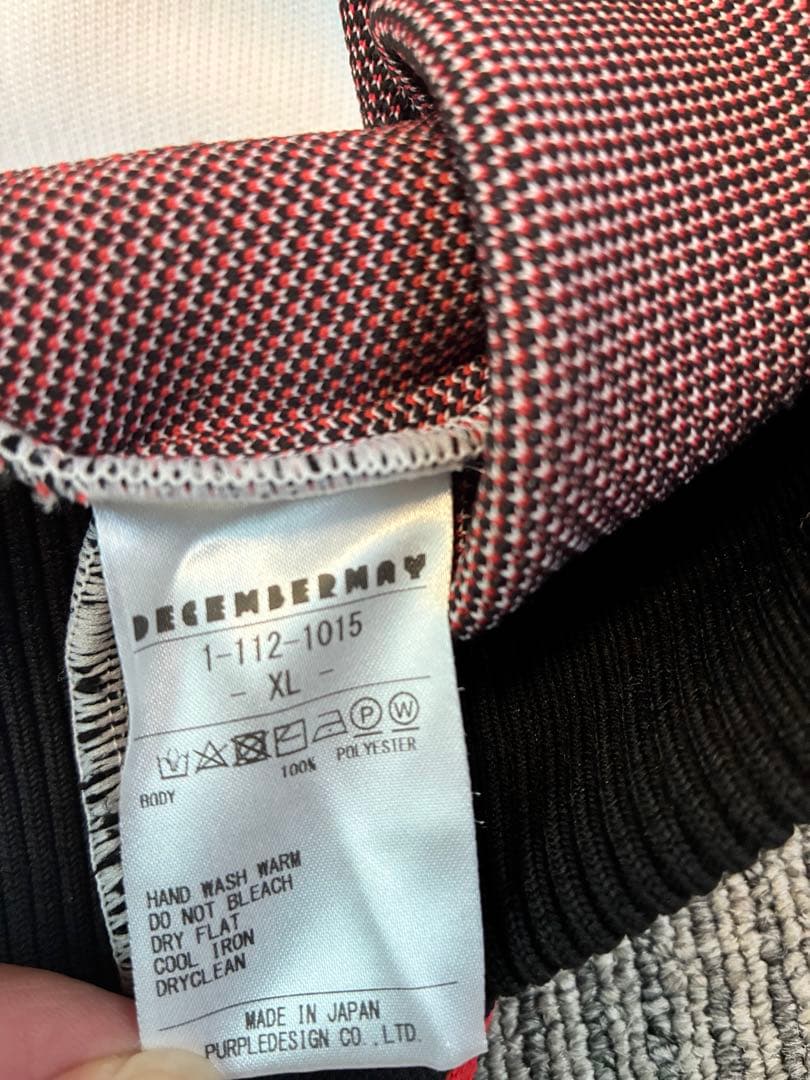 DECEMBERMAY
1-112-1015
- XL -
P W
BODY 100% POLYESTER
HAND WASH WARM
DO NOT BLEACH
DRY FLAT
COOL IRON
DRYCLEAN
MADE IN JAPAN
PURPLEDESIGN CO.,LTD.